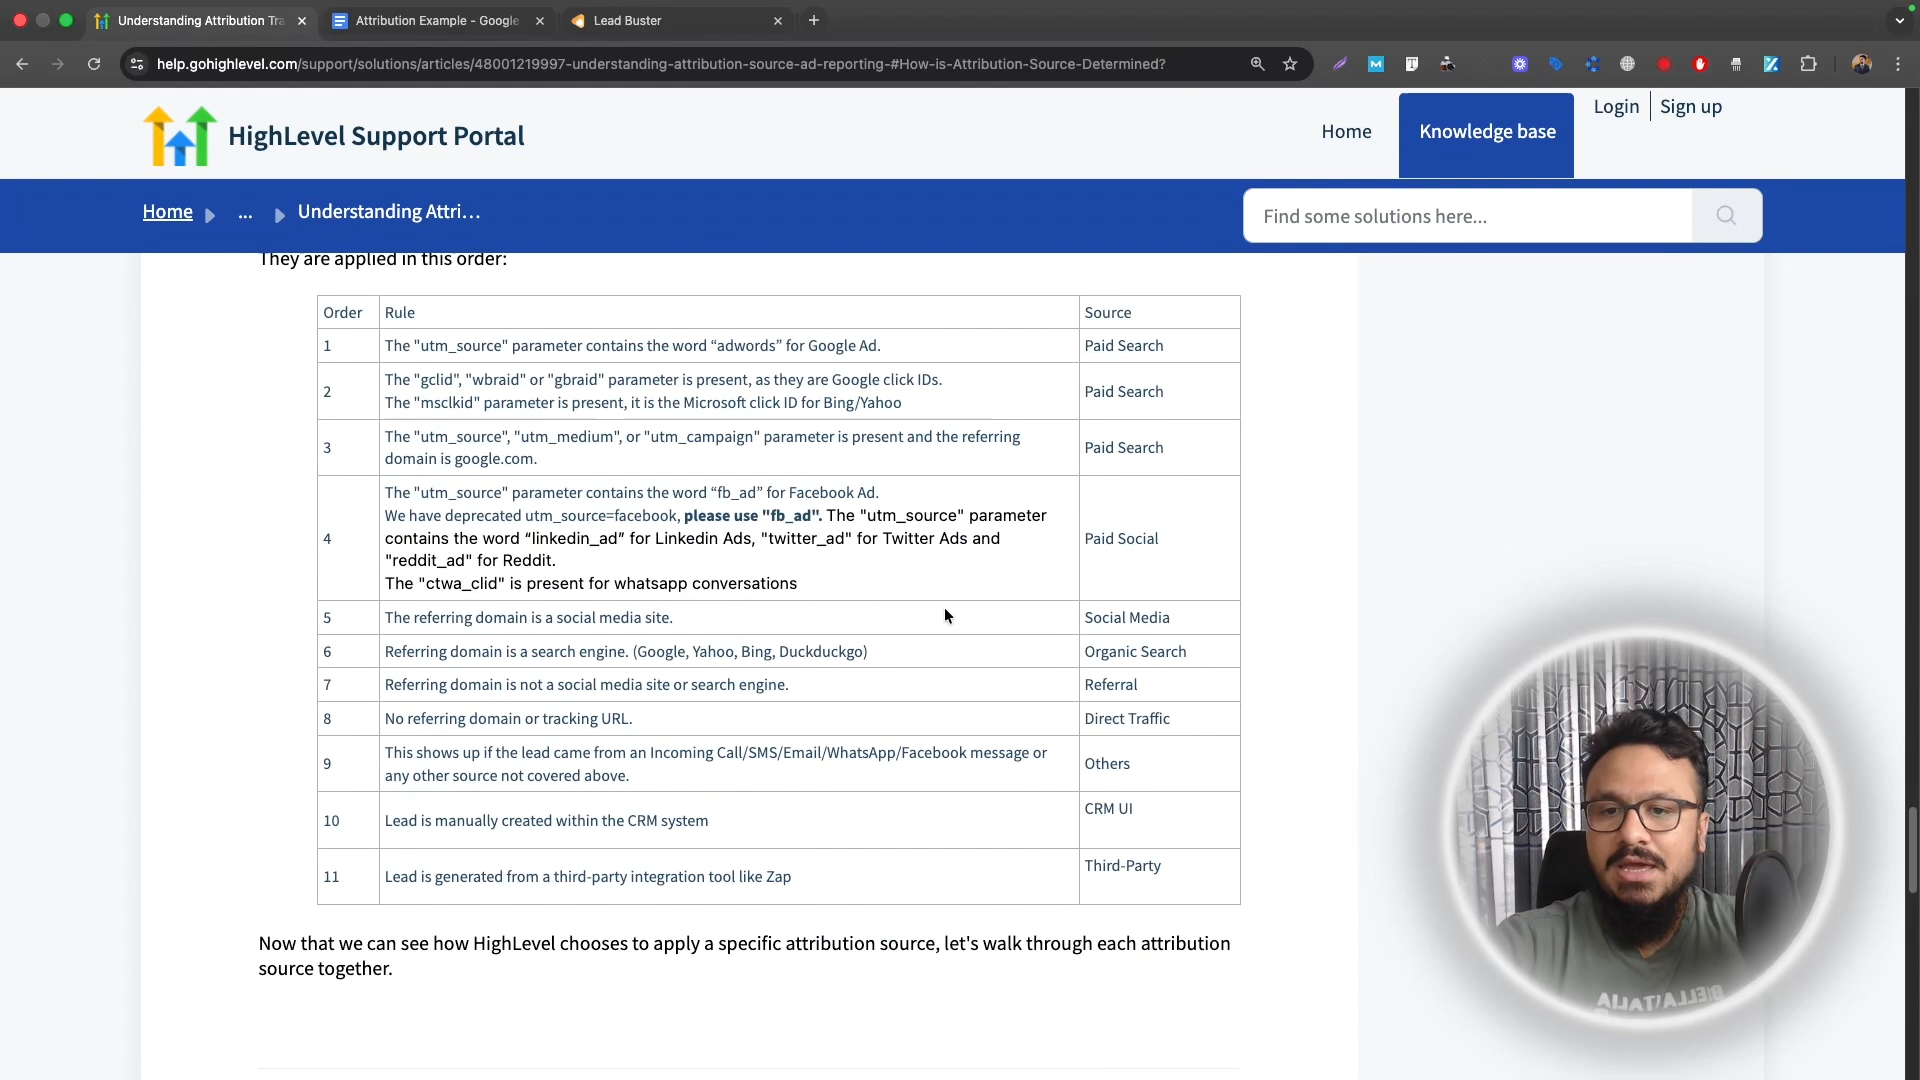 Understanding Attribution Tra
Attribution Example - Google
Lead Buster
help.gohighlevel.com/support/solutions/articles/48001219997-understanding-attribution-source-ad-reporting-#How-is-Attribution-Source-Determined?
HighLevel Support Portal
Home
Knowledge base
Login
Sign up
Home
...
Understanding Attri...
Find some solutions here...
They are applied in this order:
Order
Rule
Source
1
The "utm_source" parameter contains the word “adwords” for Google Ad.
Paid Search
2
The "gclid", "wbraid" or "gbraid" parameter is present, as they are Google click IDs.
The "msclkid" parameter is present, it is the Microsoft click ID for Bing/Yahoo
Paid Search
3
The "utm_source", "utm_medium", or "utm_campaign" parameter is present and the referring
domain is google.com.
Paid Search
4
The "utm_source" parameter contains the word “fb_ad” for Facebook Ad.
We have deprecated utm_source=facebook, please use "fb_ad". The "utm_source" parameter
contains the word “linkedin_ad” for Linkedin Ads, "twitter_ad" for Twitter Ads and
"reddit_ad" for Reddit.
The "ctwa_clid" is present for whatsapp conversations
Paid Social
5
The referring domain is a social media site.
Social Media
6
Referring domain is a search engine. (Google, Yahoo, Bing, Duckduckgo)
Organic Search
7
Referring domain is not a social media site or search engine.
Referral
8
No referring domain or tracking URL.
Direct Traffic
9
This shows up if the lead came from an Incoming Call/SMS/Email/WhatsApp/Facebook message or
any other source not covered above.
Others
10
Lead is manually created within the CRM system
CRM UI
11
Lead is generated from a third-party integration tool like Zap
Third-Party
Now that we can see how HighLevel chooses to apply a specific attribution source, let's walk through each attribution
source together.